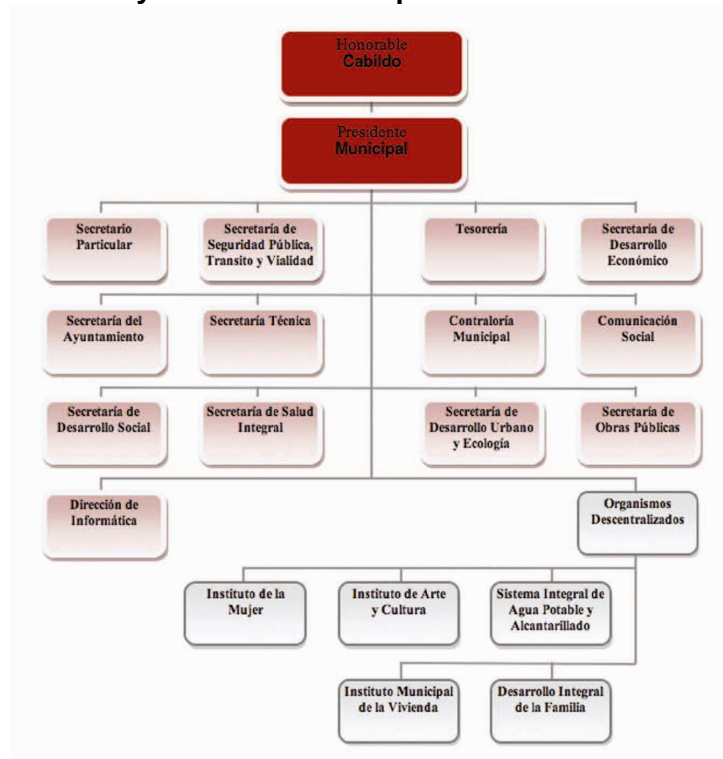 Honorable
Cabildo
Presidente
Municipal
Secretario
Particular
Secretaría de
Seguridad Pública,
Transito y Vialidad
Tesorería
Secretaría de
Desarrollo
Económico
Secretaría del
Ayuntamiento
Secretaría Técnica
Contraloría
Municipal
Comunicación
Social
Secretaría de
Desarrollo Social
Secretaría de Salud
Integral
Secretaría de
Desarrollo Urbano
y Ecología
Secretaría de
Obras Públicas
Dirección de
Informática
Organismos
Descentralizados
Instituto de la
Mujer
Instituto de Arte
y Cultura
Sistema Integral de
Agua Potable y
Alcantarillado
Instituto Municipal
de la Vivienda
Desarrollo Integral
de la Familia